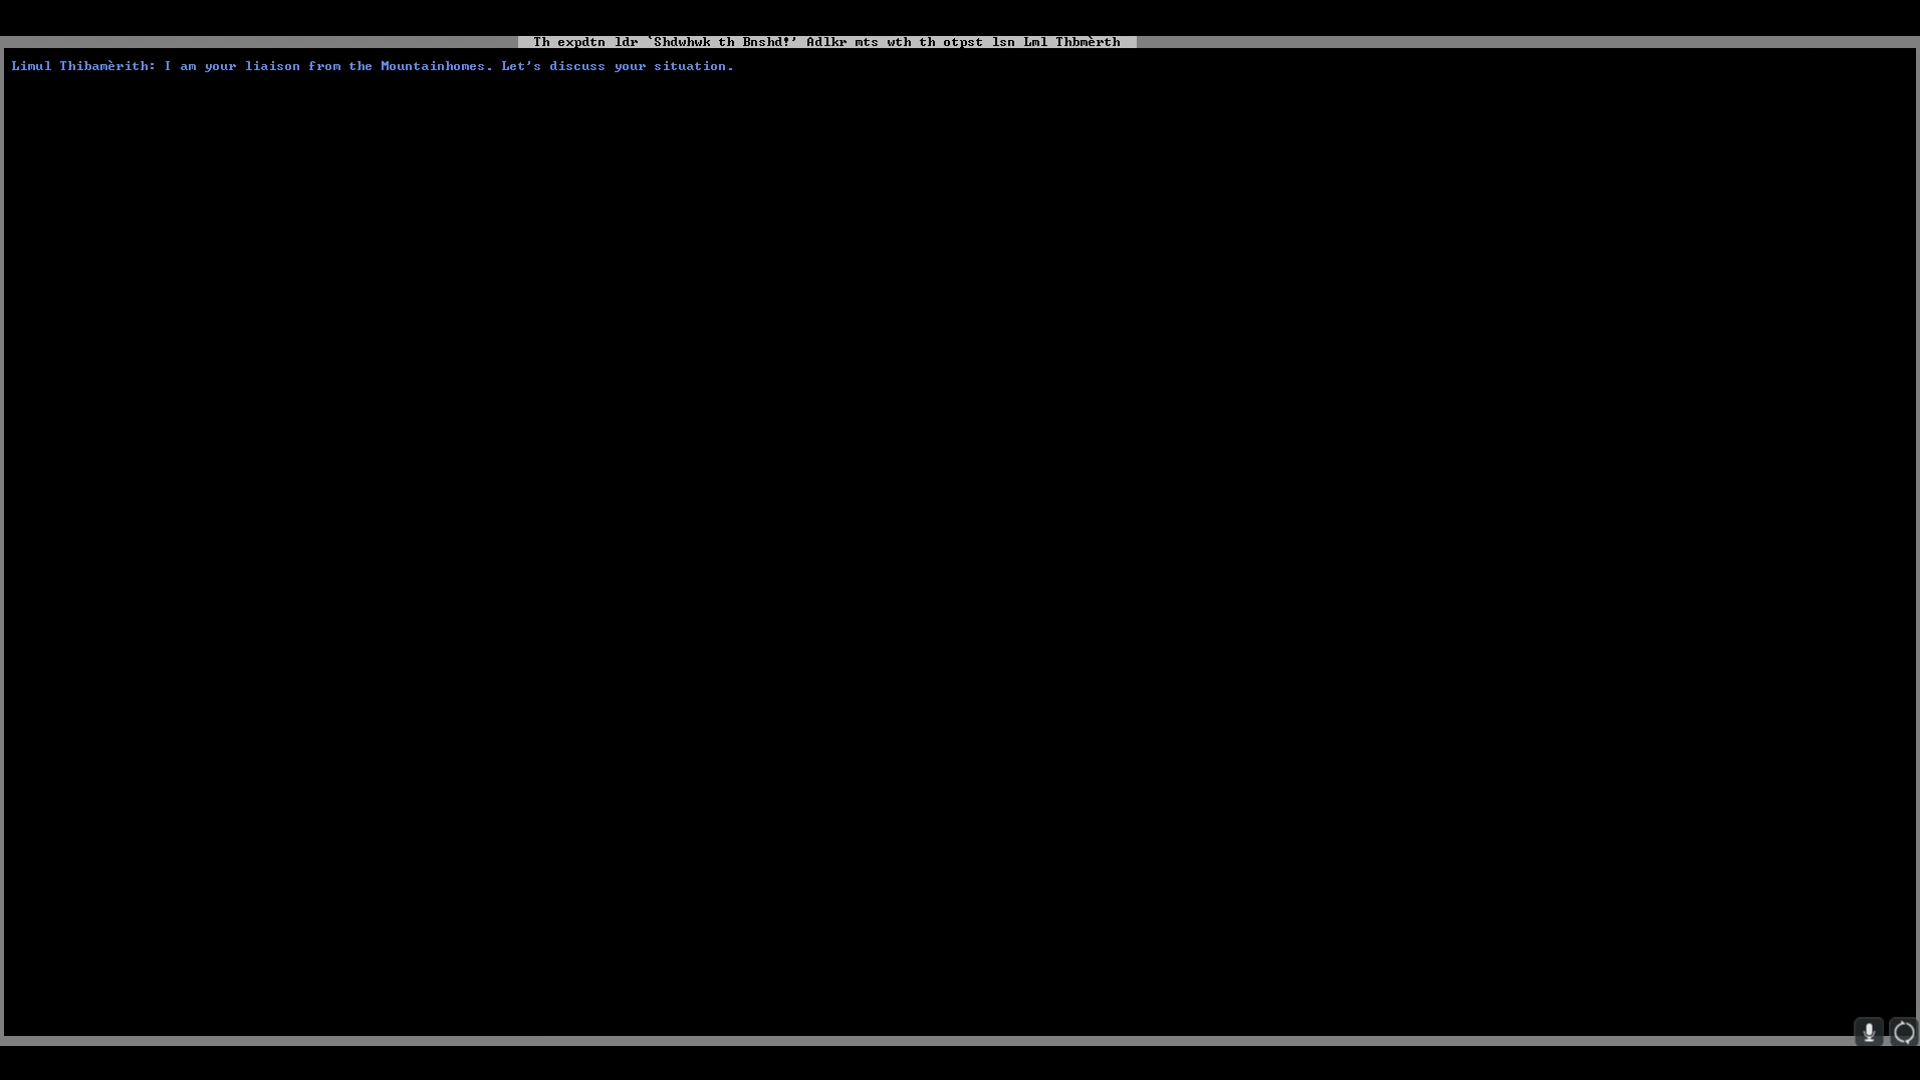 Th expdtn ldr `Shdwhwk th Bnshd!' Adlkr mts wth th otpst lsn Lml Thbmèrth
Limul Thibamèrith: I am your liaison from the Mountainhomes. Let's discuss your situation.